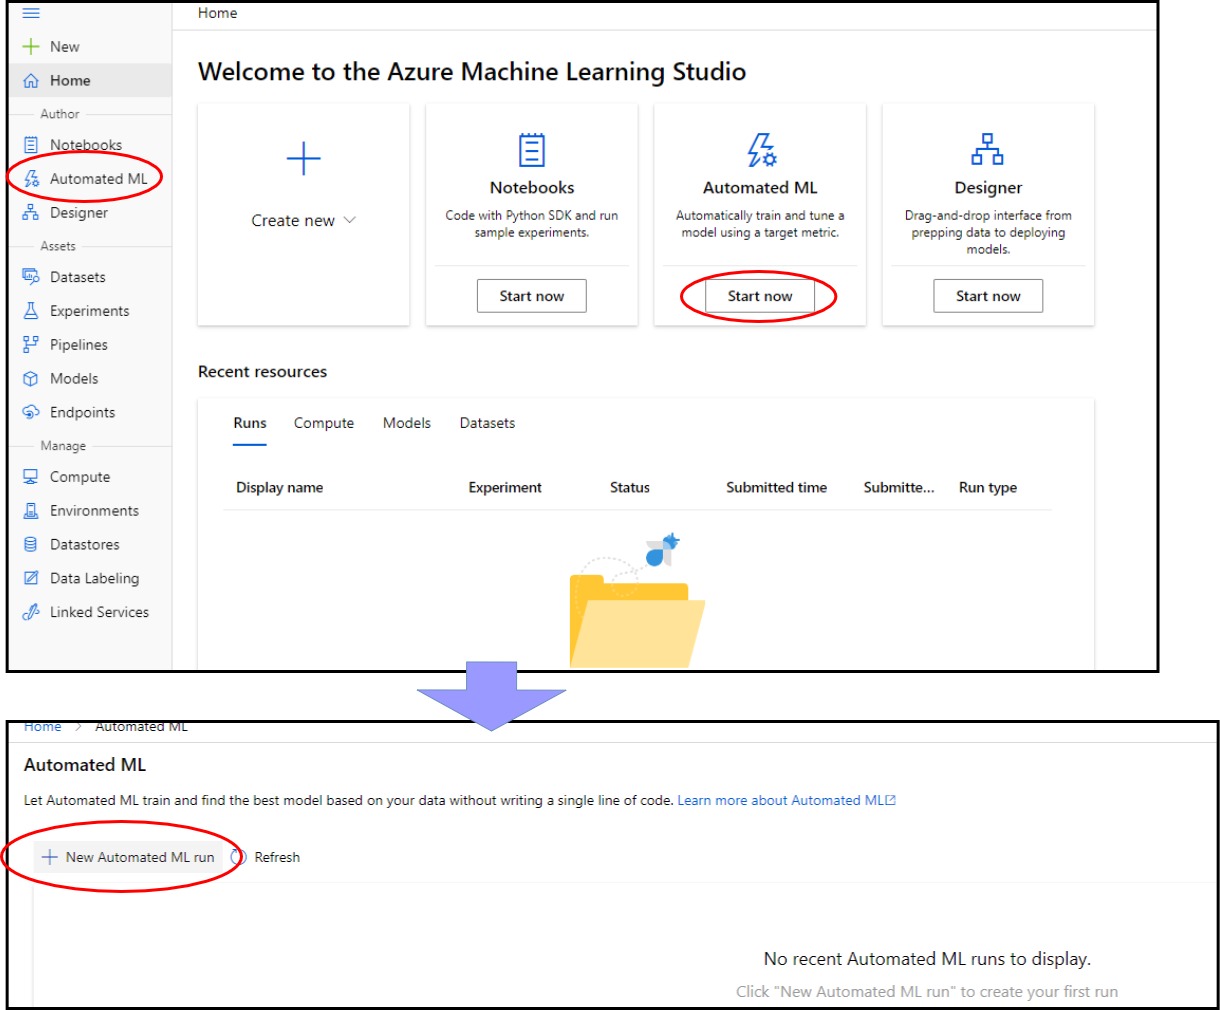 Home
New
Home
Author
Notebooks
Automated ML
Designer
Assets
Datasets
Experiments
Pipelines
Models
Endpoints
Manage
Compute
Environments
Datastores
Data Labeling
Linked Services
Welcome to the Azure Machine Learning Studio
Create new
Notebooks
Code with Python SDK and run
sample experiments.
Start now
Automated ML
Automatically train and tune a
model using a target metric.
Start now
Designer
Drag-and-drop interface from
prepping data to deploying
models.
Start now
Recent resources
Runs Compute Models Datasets
Display name Experiment Status Submitted time Submitte... Run type
Home > Automated ML
Automated ML
Let Automated ML train and find the best model based on your data without writing a single line of code. Learn more about Automated ML
New Automated ML run Refresh
No recent Automated ML runs to display.
Click "New Automated ML run" to create your first run